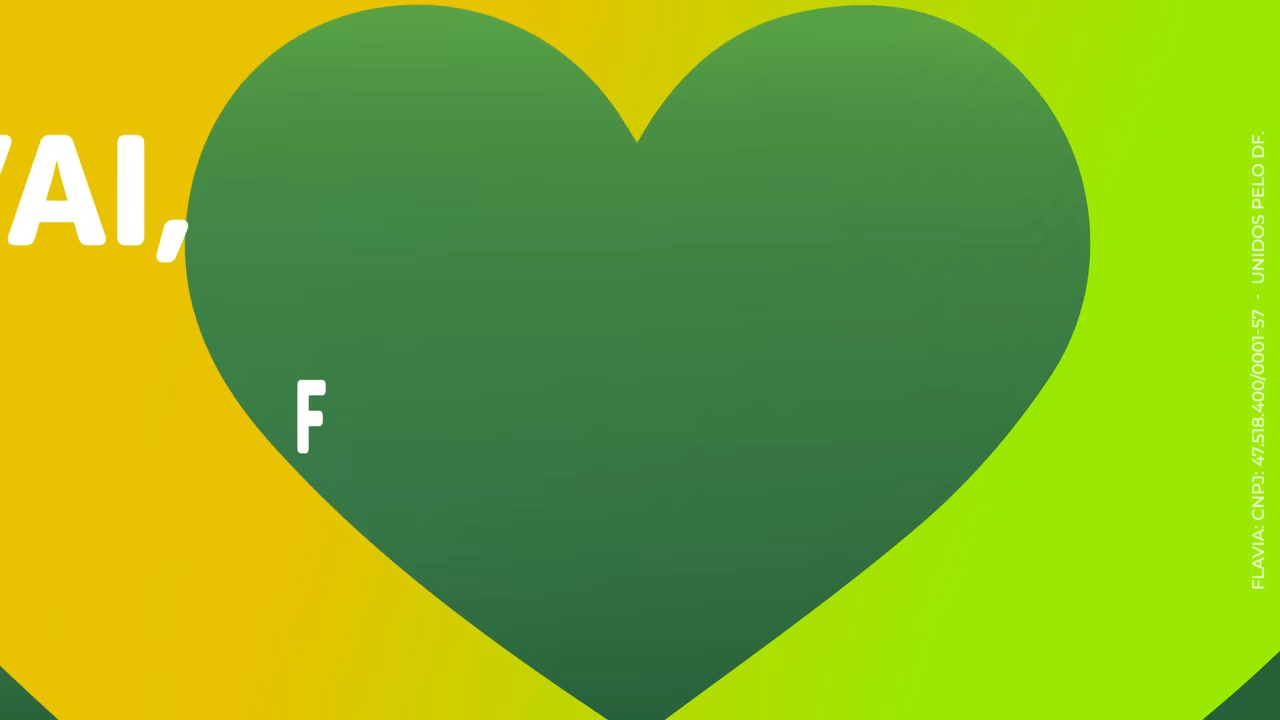 VAI,
F
FLAVIA: CNPJ: 47.518.400/0001-57 - UNIDOS PELO DF.